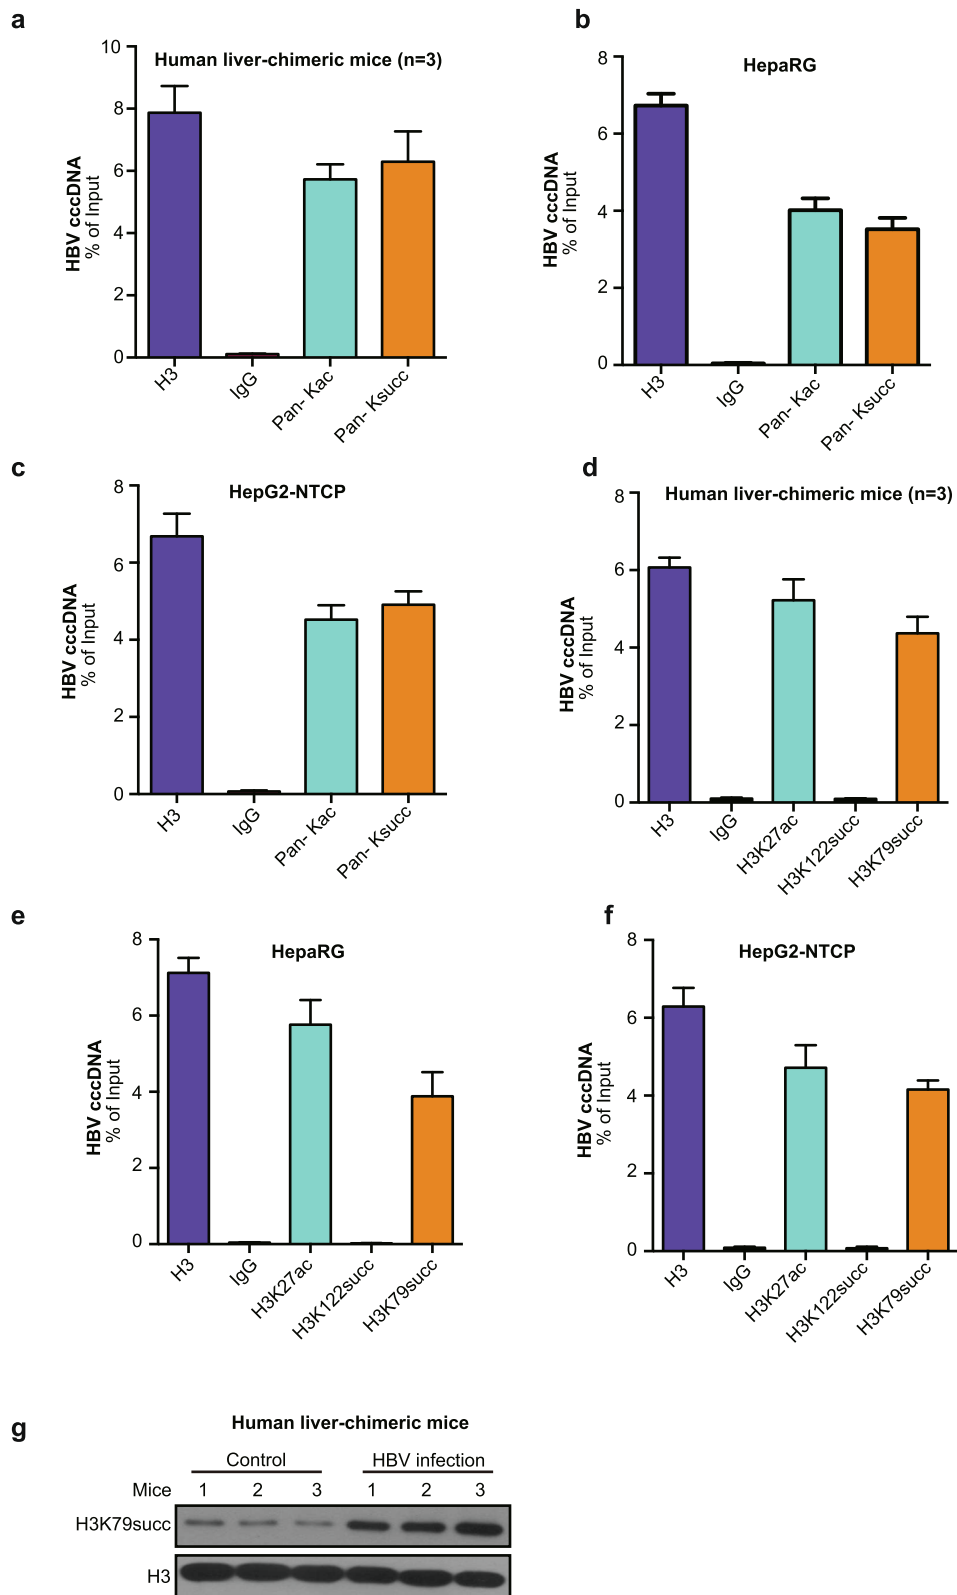 a
Human liver-chimeric mice (n=3)
HBV cccDNA
% of Input
10
8
6
4
2
0
H3
IgG
Pan- Kac
Pan- Ksucc
b
HepaRG
HBV cccDNA
% of Input
8
6
4
2
0
H3
IgG
Pan- Kac
Pan- Ksucc
c
HepG2-NTCP
HBV cccDNA
% of Input
8
6
4
2
0
H3
IgG
Pan- Kac
Pan- Ksucc
d
Human liver-chimeric mice (n=3)
HBV cccDNA
% of Input
8
6
4
2
0
H3
IgG
H3K27ac
H3K122succ
H3K79succ
e
HepaRG
HBV cccDNA
% of Input
8
6
4
2
0
H3
IgG
H3K27ac
H3K122succ
H3K79succ
f
HepG2-NTCP
HBV cccDNA
% of Input
8
6
4
2
0
H3
IgG
H3K27ac
H3K122succ
H3K79succ
g
Human liver-chimeric mice
Control HBV infection
Mice 1 2 3 1 2 3
H3K79succ
H3